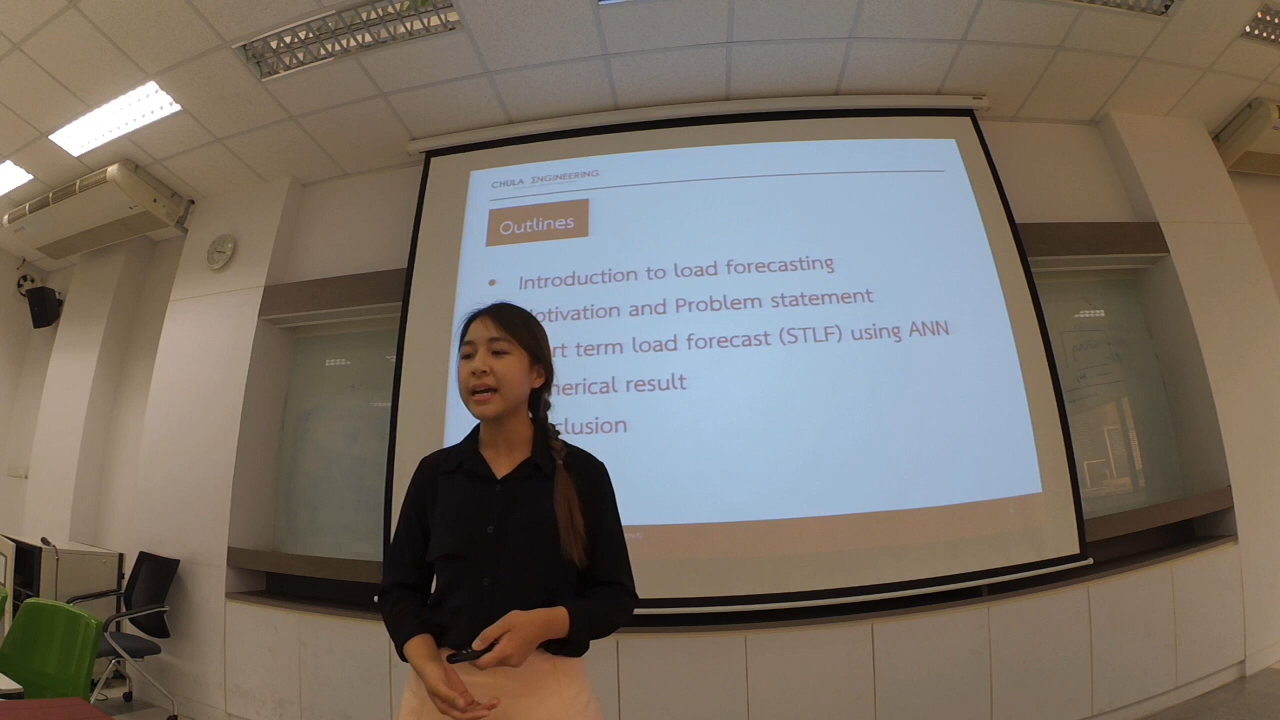 CHULA ΣNGINEERING
Outlines
• Introduction to load forecasting
otivation and Problem statement
rt term load forecast (STLF) using ANN
merical result
clusion